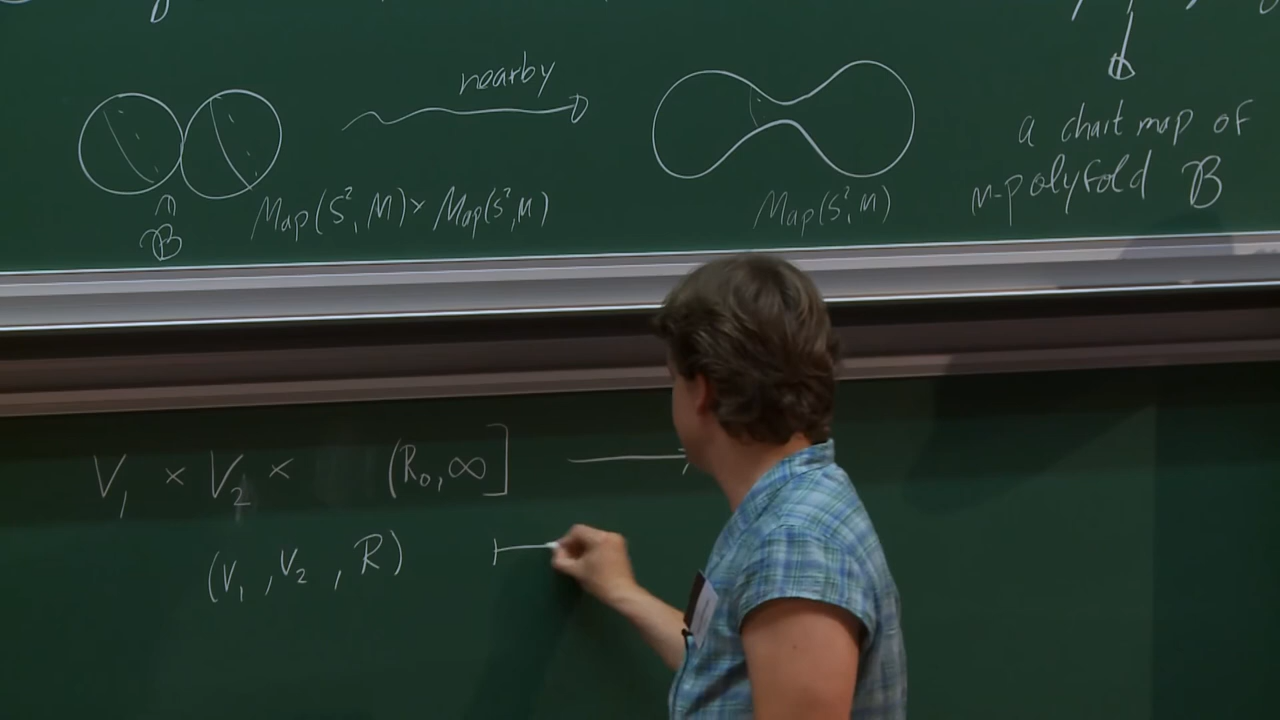 nearby
Map(S², M) × Map(S², M)
Map(S², M)
B
a chart map of
M-polyfold B
V₁ × V₂ × (R₀, ∞]
(V₁, V₂, R)